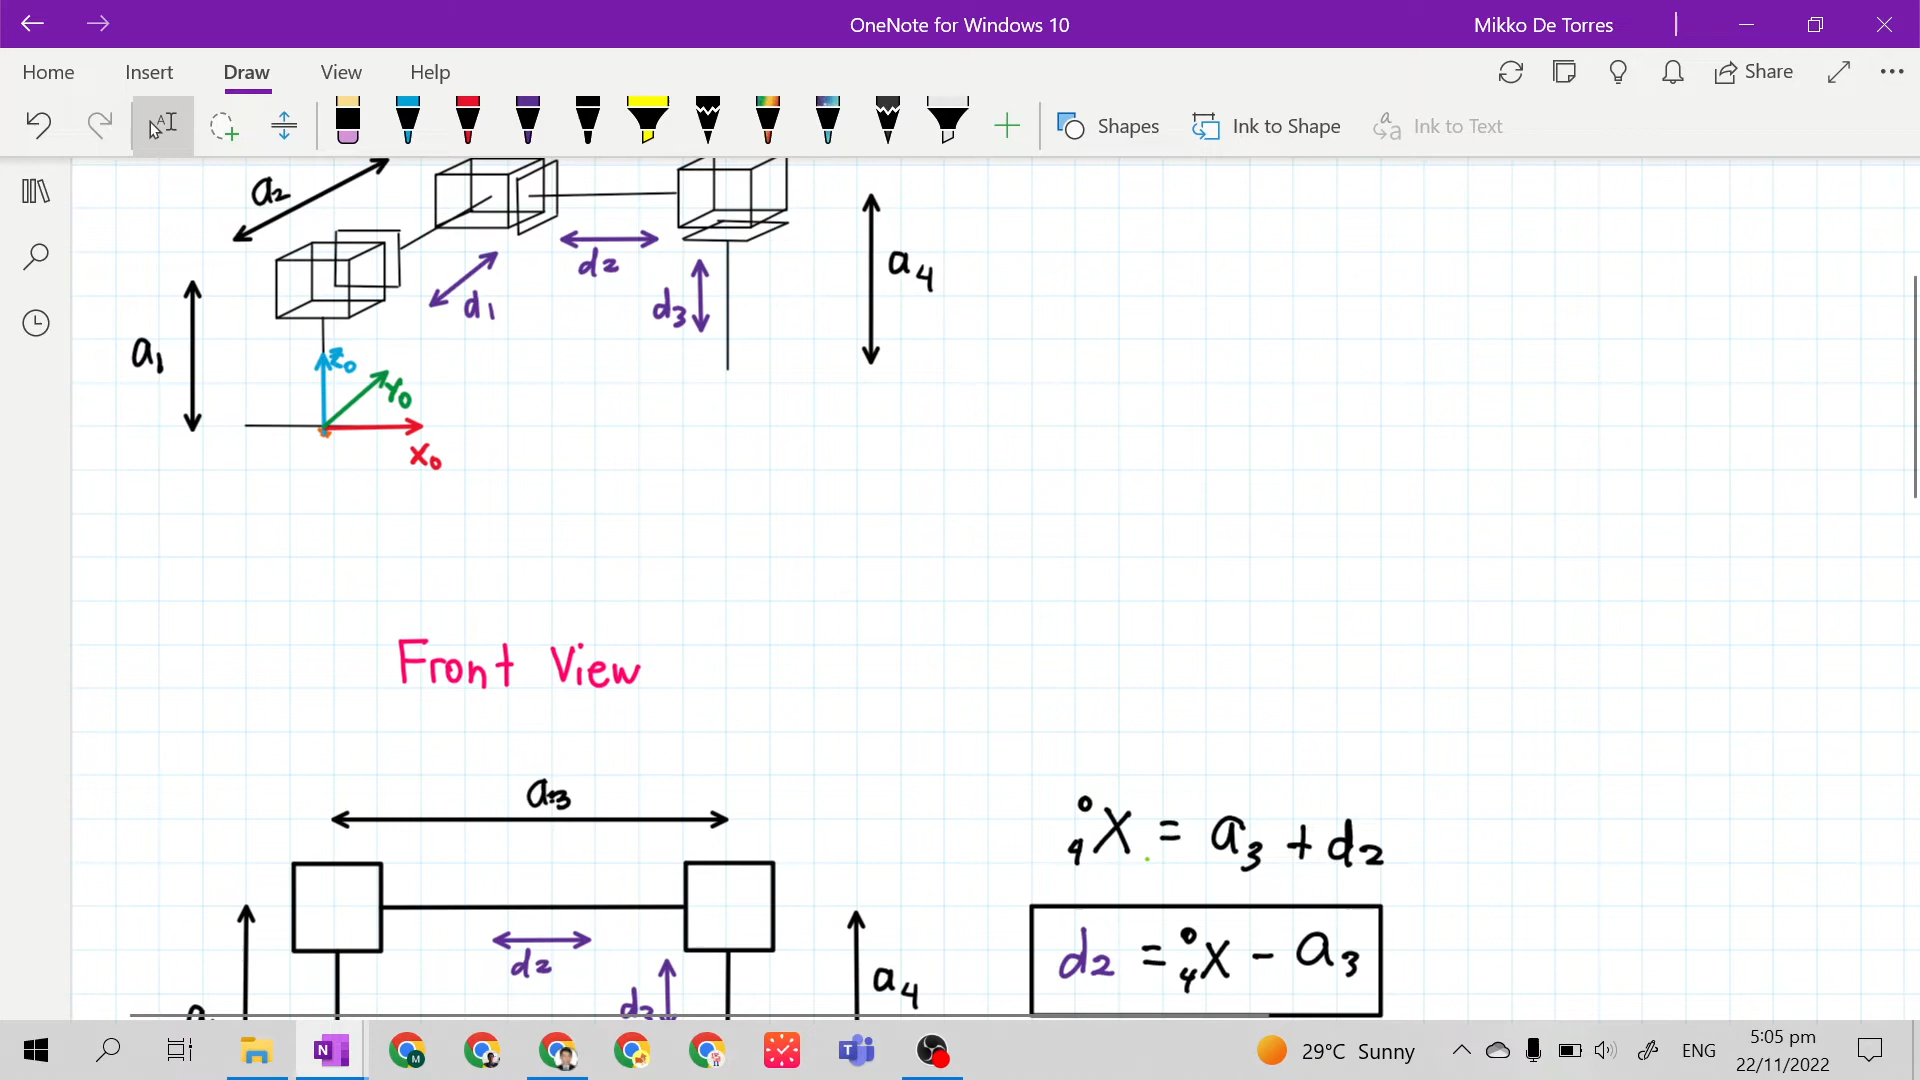 OneNote for Windows 10
Mikko De Torres
Home Insert Draw View Help
Share
Shapes Ink to Shape Ink to Text
a2
d2
a4
d1
d3
a1
z0
Y0
X0
Front View
a3
⁰₄X = a₃ + d₂
d₂ = ⁰₄X - a₃
d2
a4
d3
29°C Sunny
ENG
5:05 pm
22/11/2022